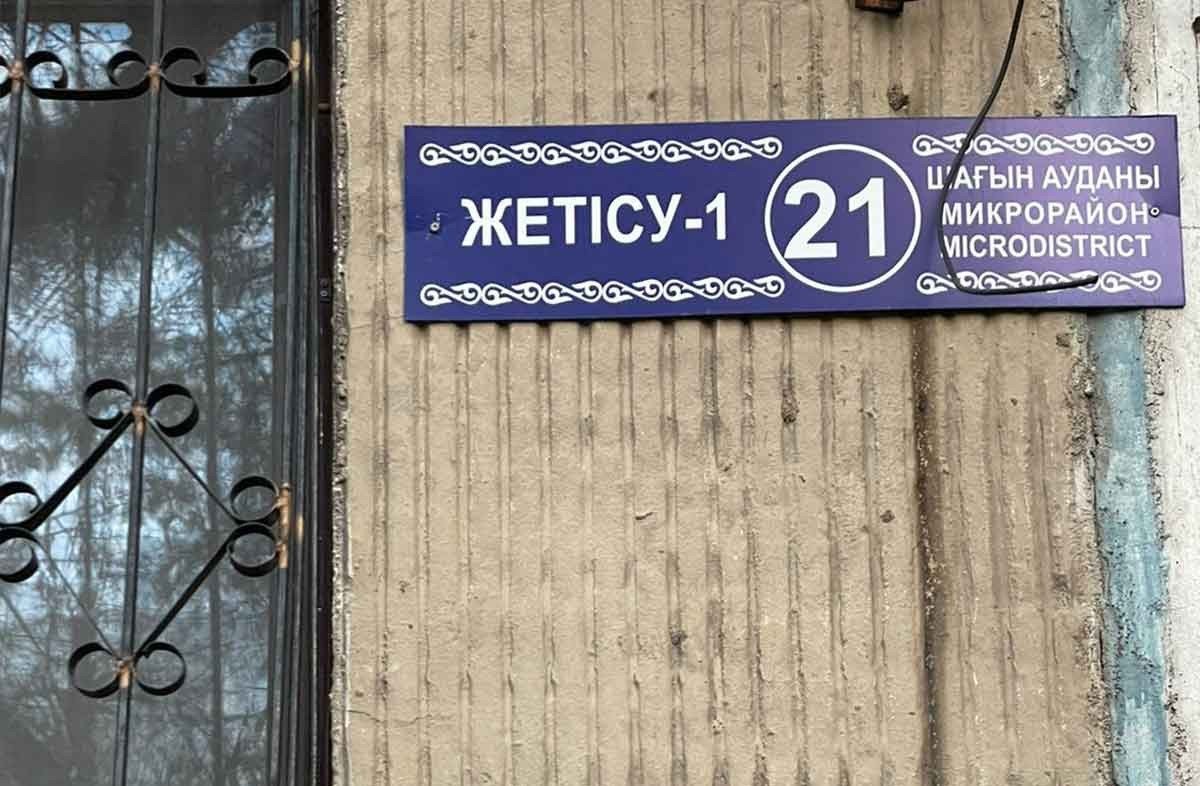 ЖЕТІСУ-1
21
ШАҒЫН АУДАНЫ
МИКРОРАЙОН
MICRODISTRICT